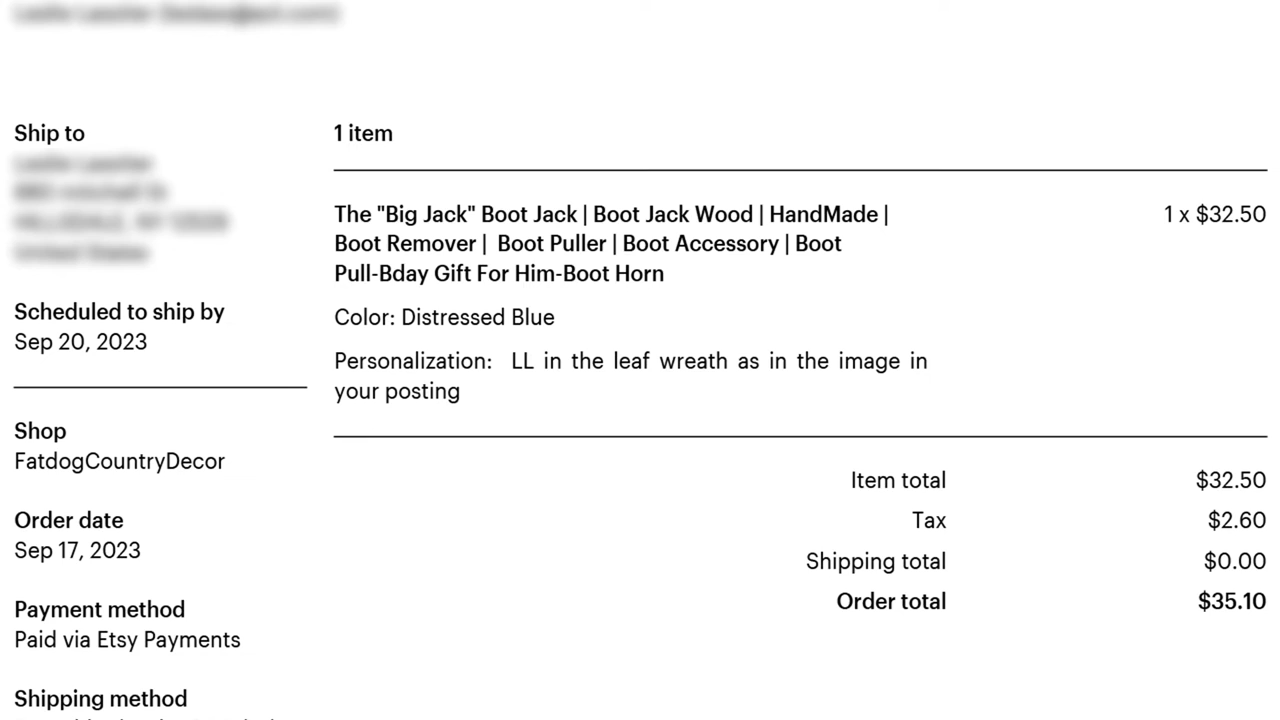 Ship to
Scheduled to ship by
Sep 20, 2023
Shop
FatdogCountryDecor
Order date
Sep 17, 2023
Payment method
Paid via Etsy Payments
Shipping method
1 item
The "Big Jack" Boot Jack | Boot Jack Wood | HandMade |
Boot Remover | Boot Puller | Boot Accessory | Boot
Pull-Bday Gift For Him-Boot Horn
1 x $32.50
Color: Distressed Blue
Personalization: LL in the leaf wreath as in the image in
your posting
Item total $32.50
Tax $2.60
Shipping total $0.00
Order total $35.10